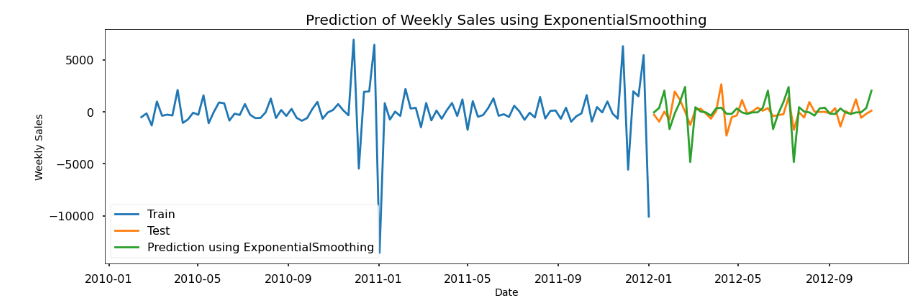 Prediction of Weekly Sales using ExponentialSmoothing
Weekly Sales
5000
0
−5000
−10000
Train
Test
Prediction using ExponentialSmoothing
2010-01 2010-05 2010-09 2011-01 2011-05 2011-09 2012-01 2012-05 2012-09
Date